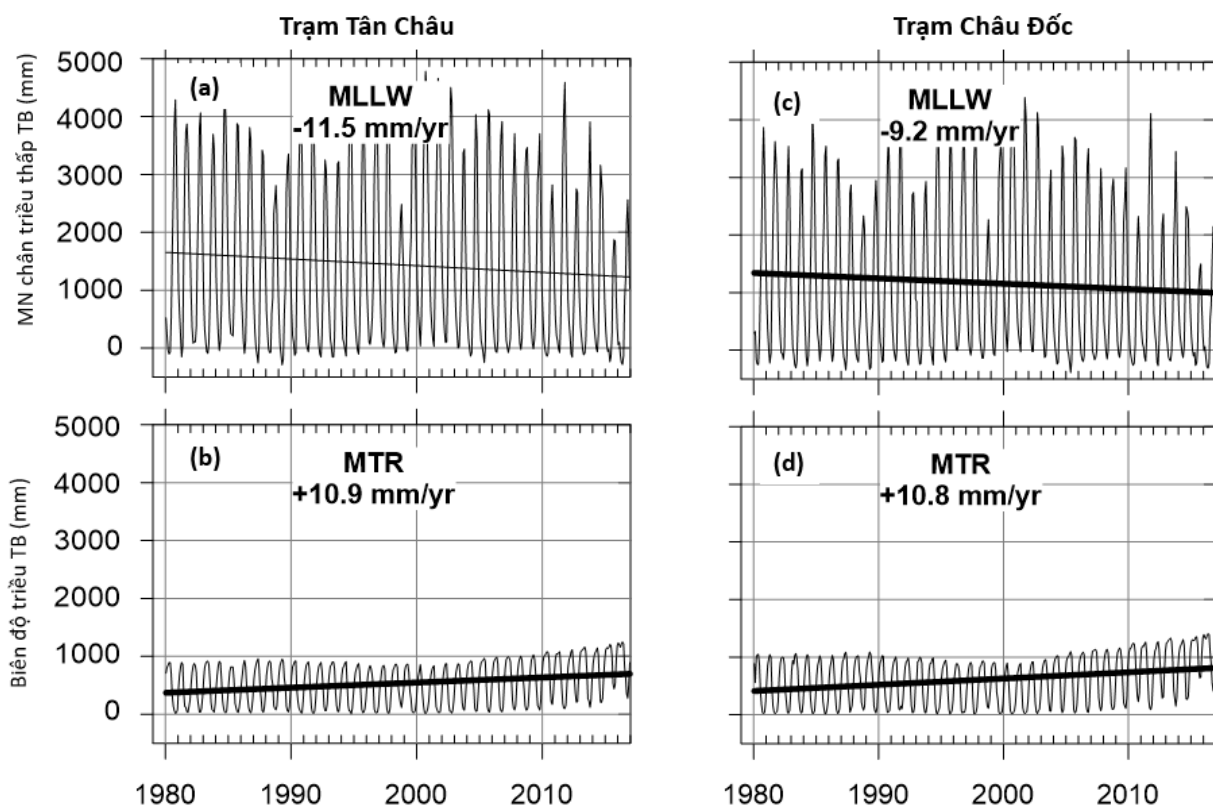 Trạm Tân Châu
Trạm Châu Đốc
MN chân triều thấp TB (mm)
5000
4000
3000
2000
1000
0
(a)
MLLW
-11.5 mm/yr
(c)
MLLW
-9.2 mm/yr
Biên độ triều TB (mm)
5000
4000
3000
2000
1000
0
(b)
MTR
+10.9 mm/yr
(d)
MTR
+10.8 mm/yr
1980 1990 2000 2010
1980 1990 2000 2010